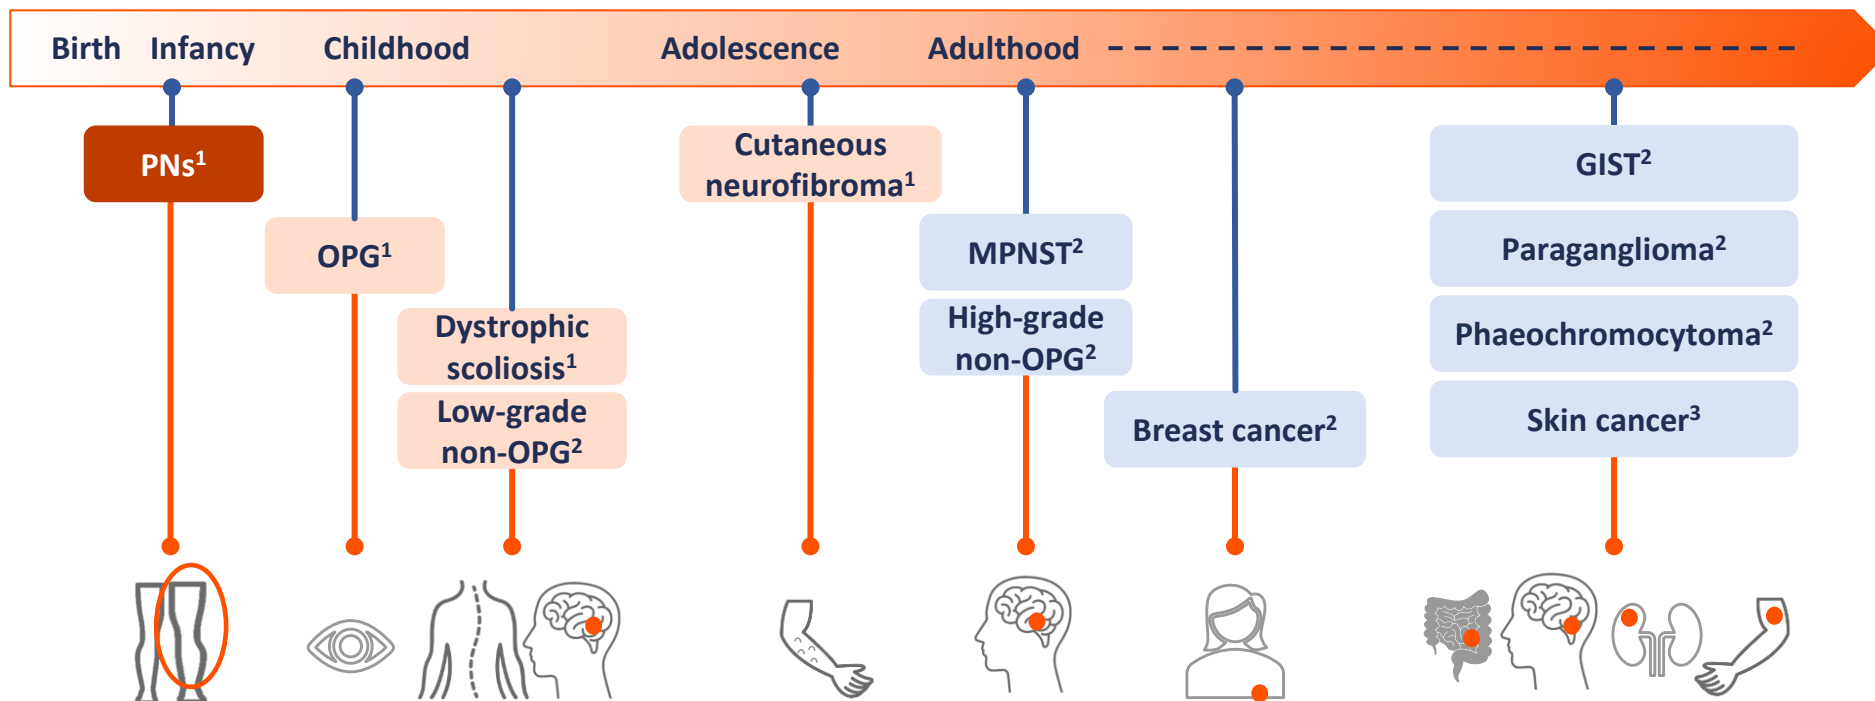 Birth Infancy Childhood Adolescence Adulthood
PNs¹
OPG¹
Dystrophic
scoliosis¹
Low-grade
non-OPG²
Cutaneous
neurofibroma¹
MPNST²
High-grade
non-OPG²
Breast cancer²
GIST²
Paraganglioma²
Phaeochromocytoma²
Skin cancer³